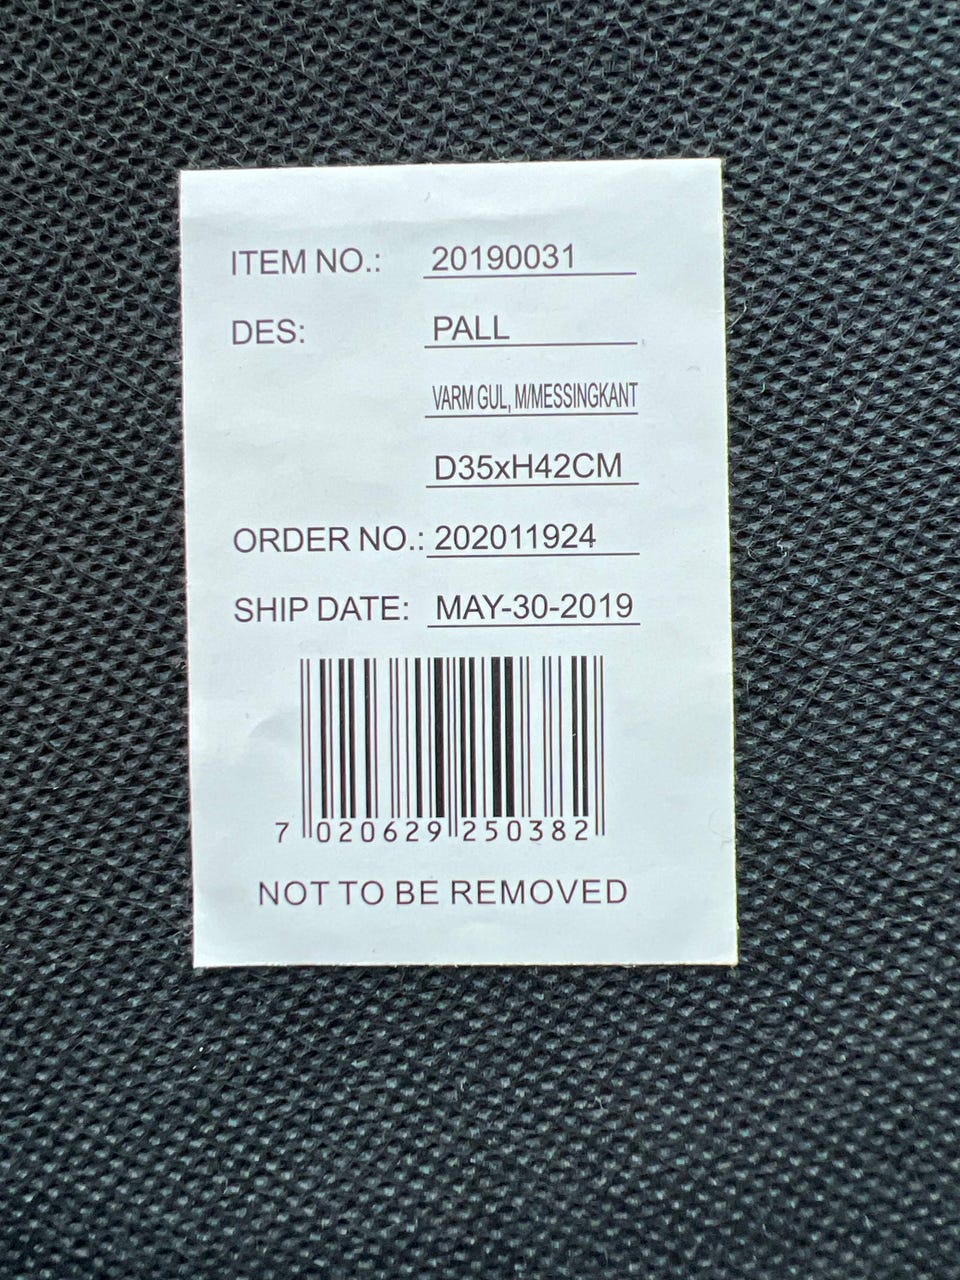 ITEM NO.: 20190031
DES: PALL
VARM GUL, M/MESSINGKANT
D35xH42CM
ORDER NO.: 202011924
SHIP DATE: MAY-30-2019
7 020629 250382
NOT TO BE REMOVED